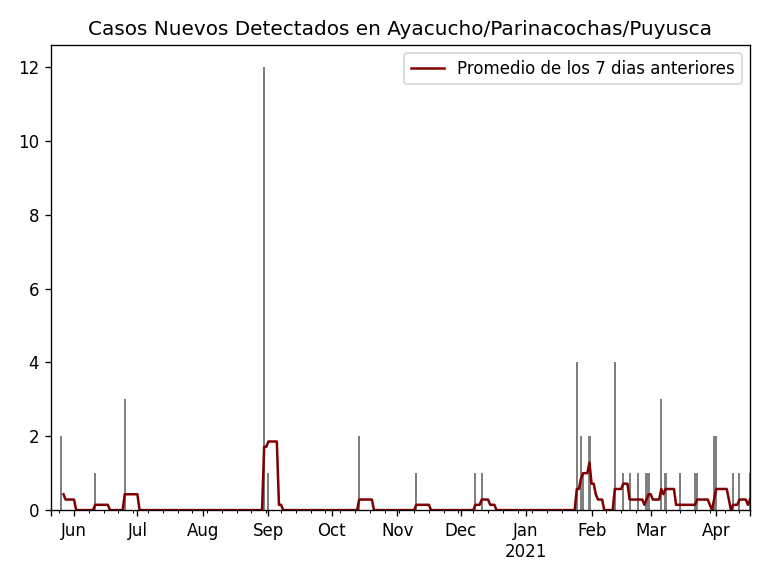 Casos Nuevos Detectados en Ayacucho/Parinacochas/Puyusca
Promedio de los 7 dias anteriores
12
10
8
6
4
2
0
Jun Jul Aug Sep Oct Nov Dec Jan Feb Mar Apr
2021